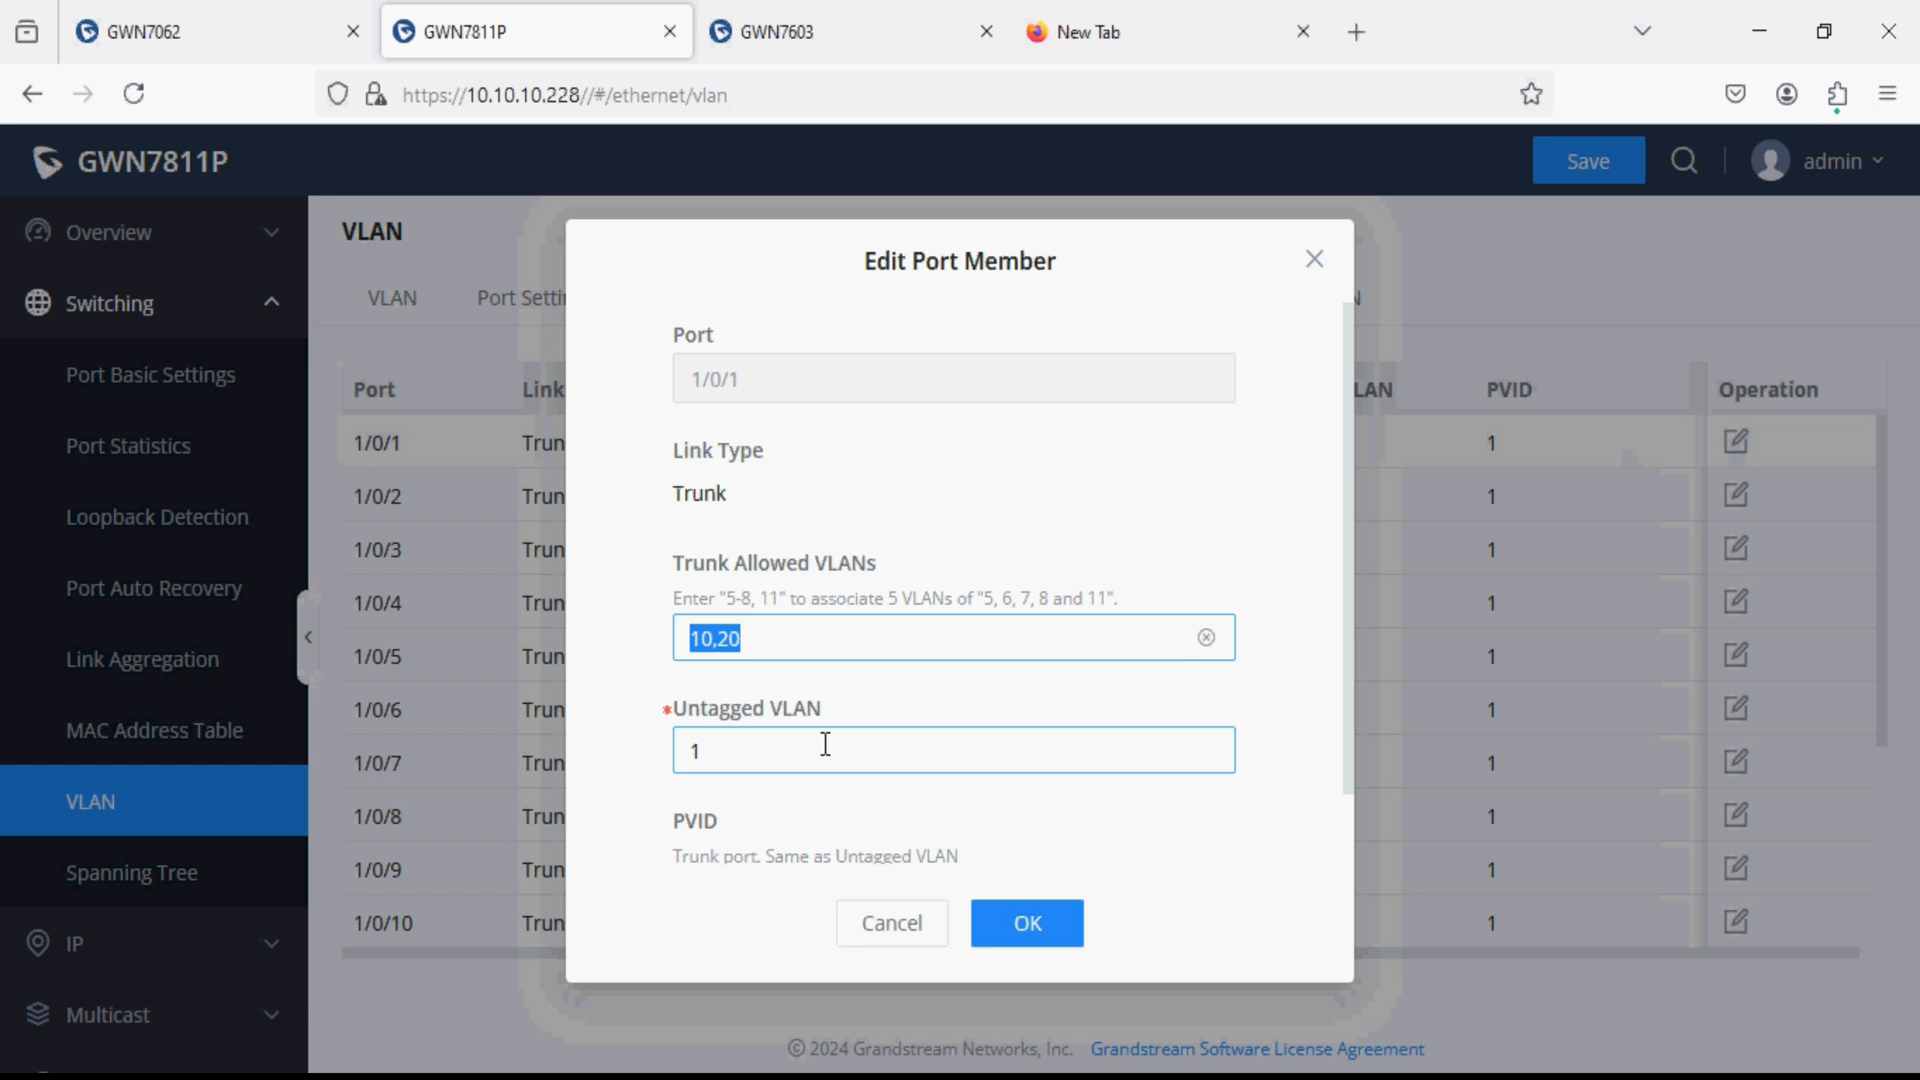 GWN7062
GWN7811P
GWN7603
New Tab
https://10.10.10.228//#/ethernet/vlan
GWN7811P
Save
admin
Overview
Switching
Port Basic Settings
Port Statistics
Loopback Detection
Port Auto Recovery
Link Aggregation
MAC Address Table
VLAN
Spanning Tree
IP
Multicast
VLAN
VLAN Port Settin N
Port Link LAN PVID Operation
1/0/1 Trun 1
1/0/2 Trun 1
1/0/3 Trun 1
1/0/4 Trun 1
1/0/5 Trun 1
1/0/6 Trun 1
1/0/7 Trun 1
1/0/8 Trun 1
1/0/9 Trun 1
1/0/10 Trun 1
Edit Port Member
Port
1/0/1
Link Type
Trunk
Trunk Allowed VLANs
Enter "5-8, 11" to associate 5 VLANs of "5, 6, 7, 8 and 11".
10,20
*Untagged VLAN
1
PVID
Trunk port. Same as Untagged VLAN
Cancel OK
© 2024 Grandstream Networks, Inc. Grandstream Software License Agreement